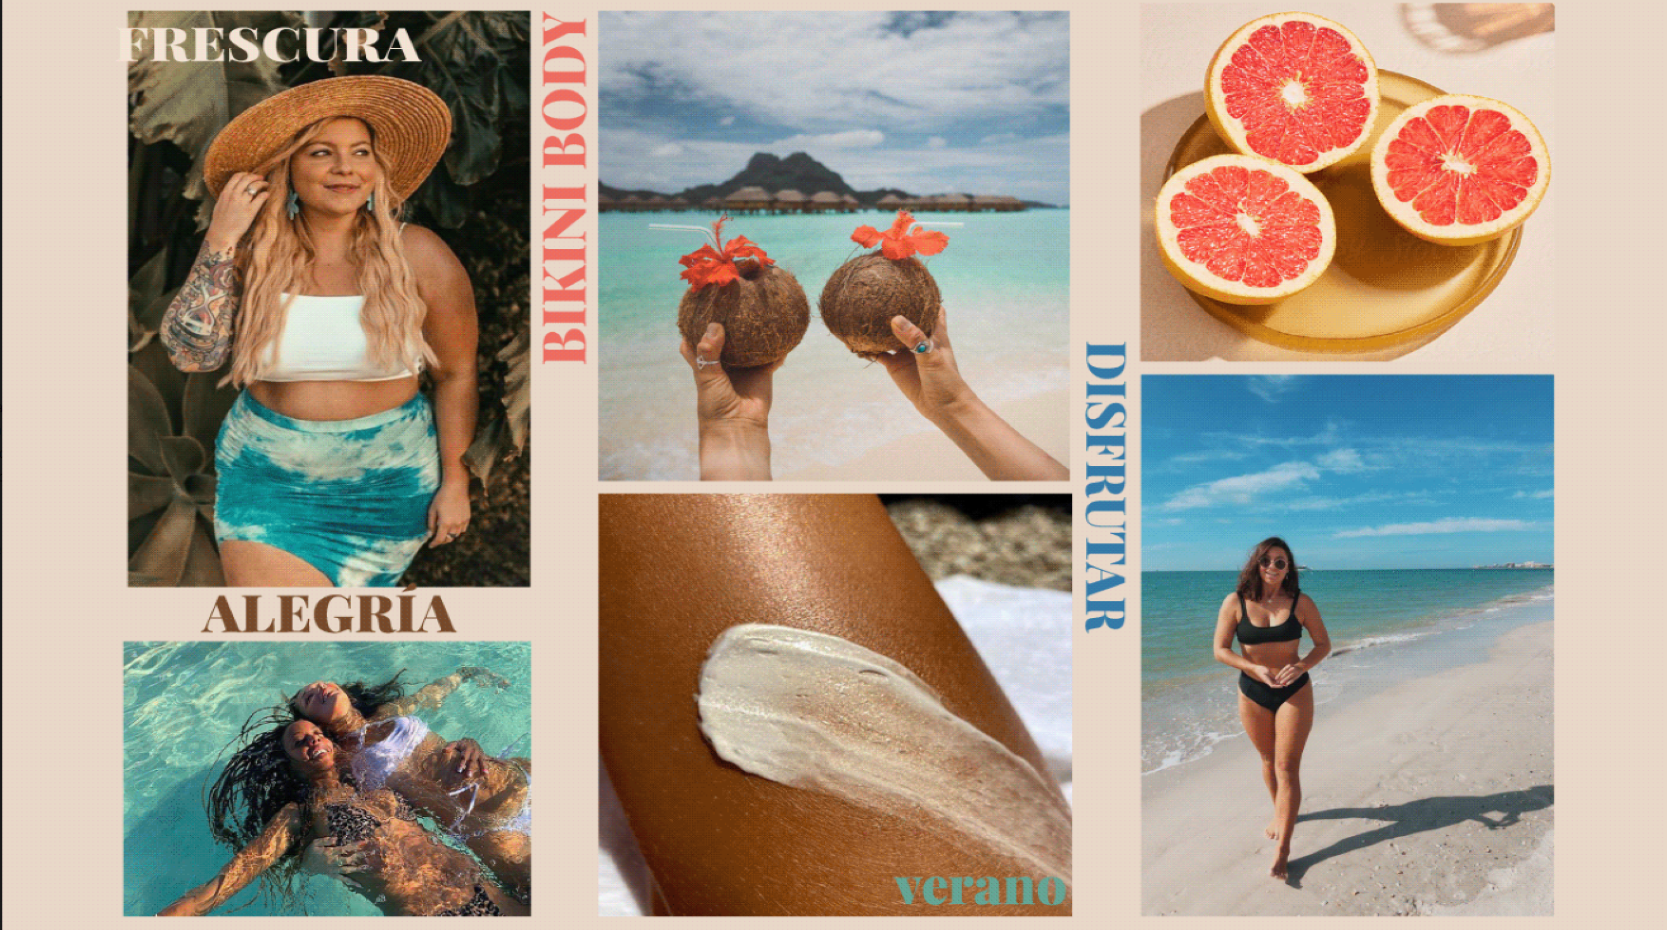 FRESCURA
BIKINI BODY
ALEGRÍA
DISFRUTAR
verano